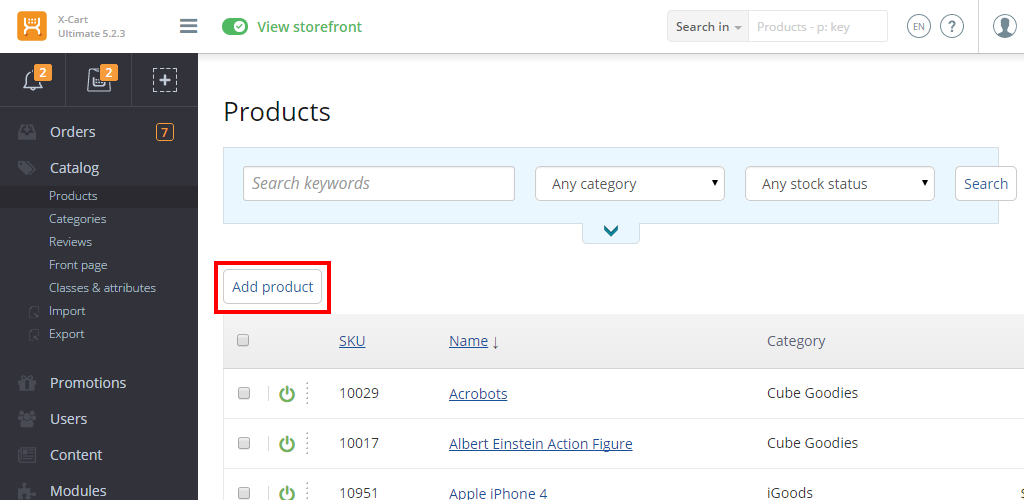 X-Cart
Ultimate 5.2.3
View storefront
Search in
Products - p: key
EN
?
2
2
Orders
7
Catalog
Products
Categories
Reviews
Front page
Classes & attributes
Import
Export
Promotions
Users
Content
Modules
Products
Search keywords
Any category
Any stock status
Search
Add product
SKU
Name ↓
Category
10029
Acrobots
Cube Goodies
10017
Albert Einstein Action Figure
Cube Goodies
10951
Apple iPhone 4
iGoods